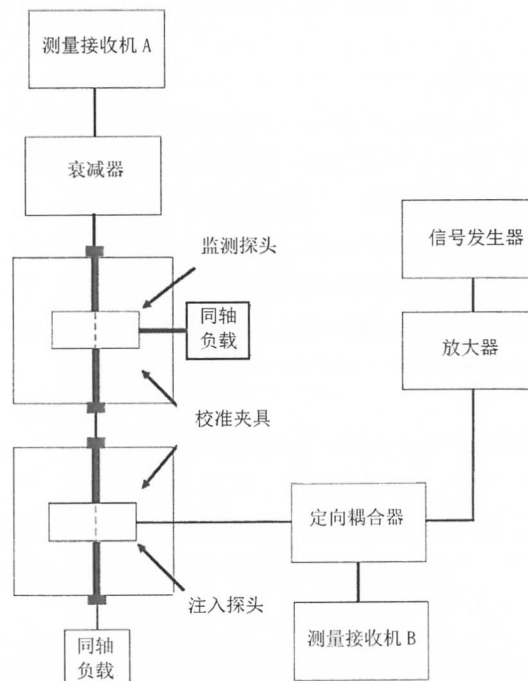 测量接收机 A
衰减器
监测探头
同轴
负载
校准夹具
注入探头
同轴
负载
信号发生器
放大器
定向耦合器
测量接收机 B